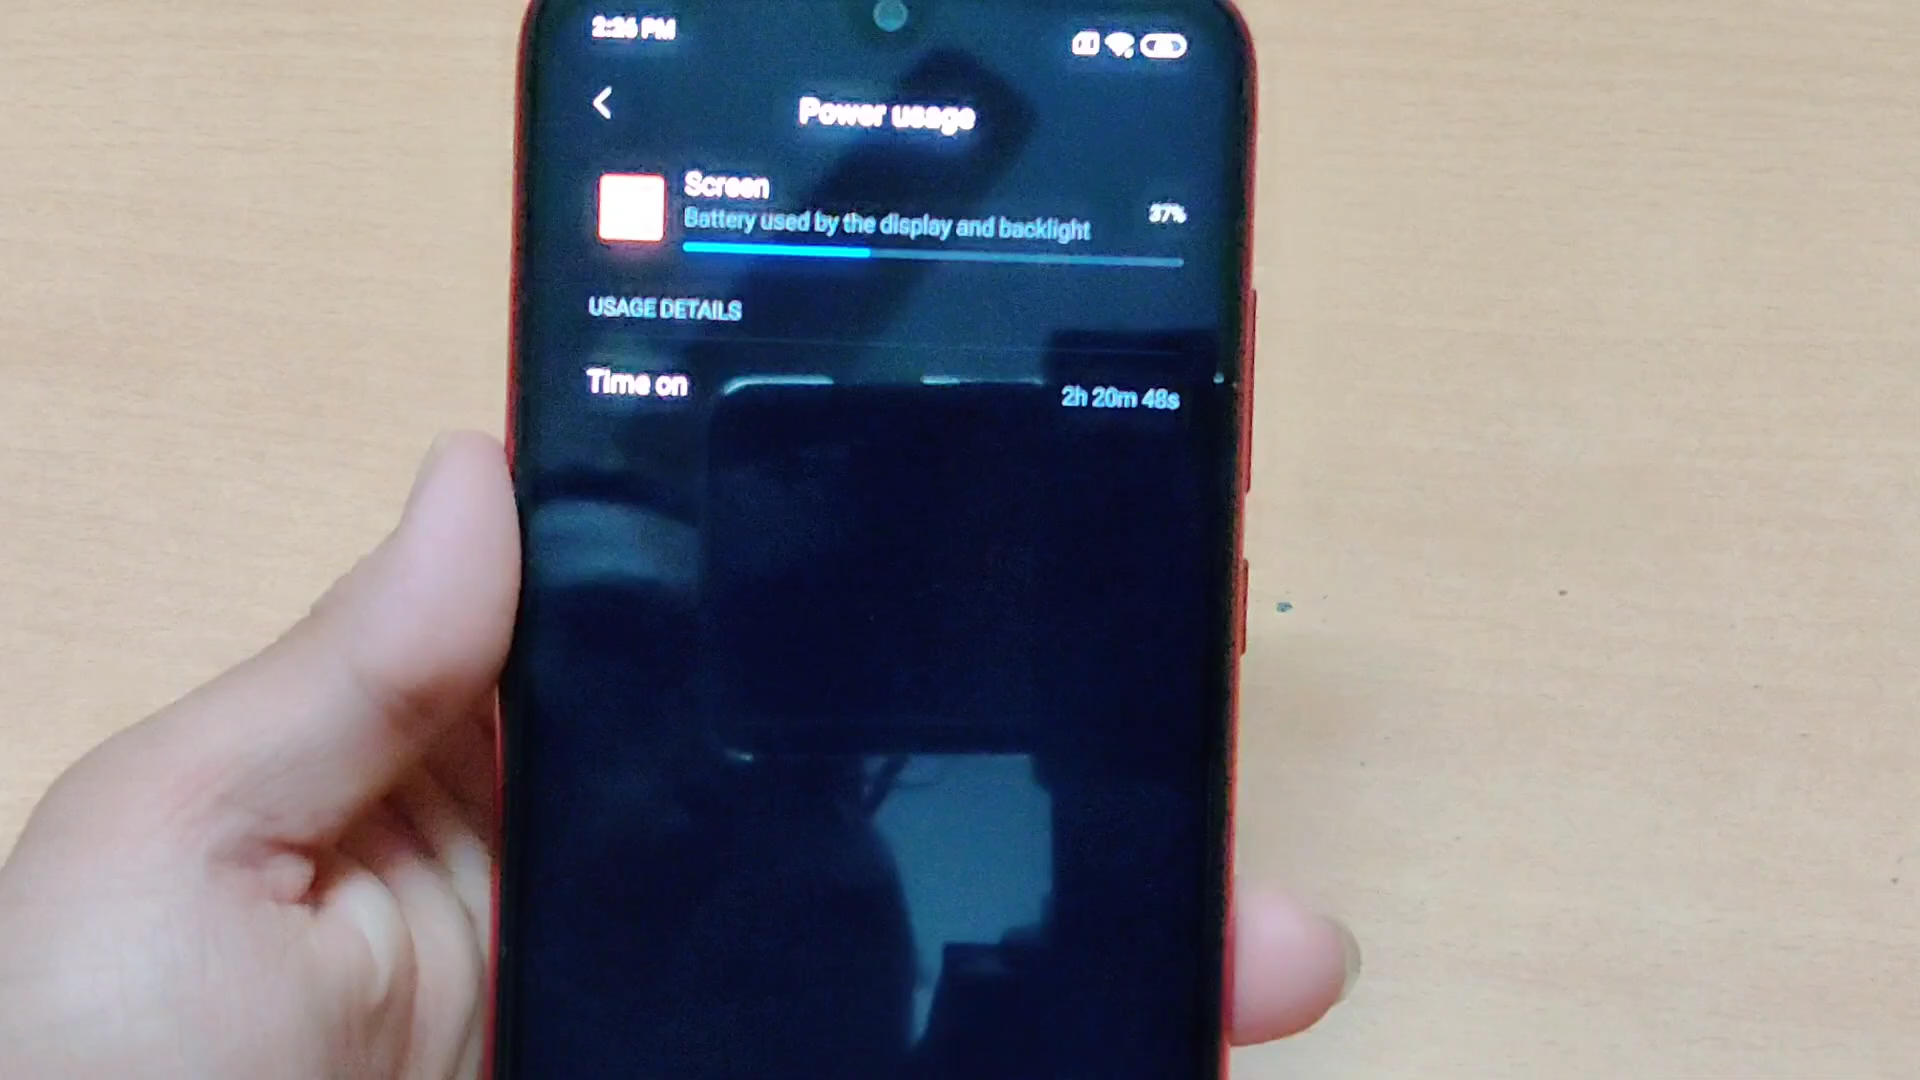 2:26 PM
Power usage
Screen
Battery used by the display and backlight
37%
USAGE DETAILS
Time on
2h 20m 48s